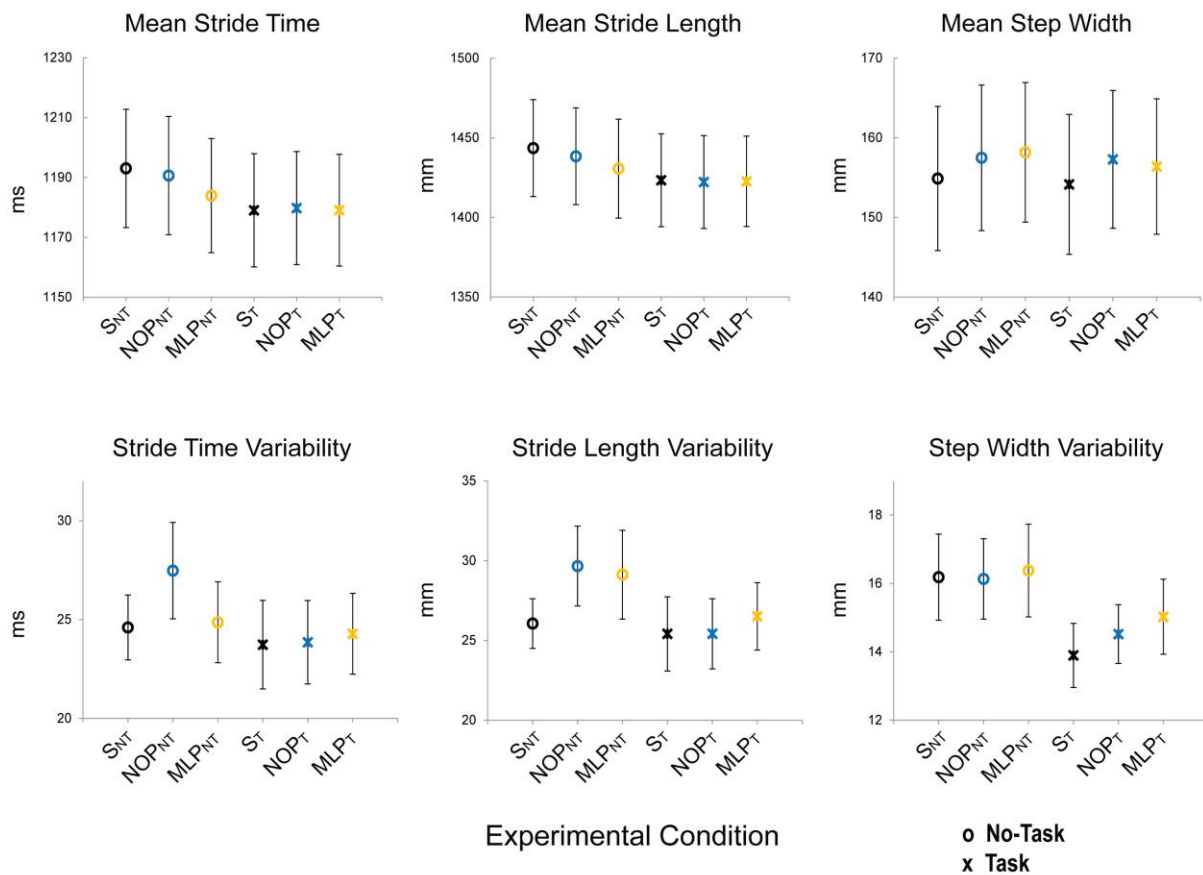 Mean Stride Time
1230
1210
1190
1170
1150
ms
SNT
NOPNT
MLPNT
ST
NOPT
MLPT
Mean Stride Length
1500
1450
1400
1350
mm
SNT
NOPNT
MLPNT
ST
NOPT
MLPT
Mean Step Width
170
160
150
140
mm
SNT
NOPNT
MLPNT
ST
NOPT
MLPT
Stride Time Variability
30
25
20
ms
SNT
NOPNT
MLPNT
ST
NOPT
MLPT
Stride Length Variability
35
30
25
20
mm
SNT
NOPNT
MLPNT
ST
NOPT
MLPT
Step Width Variability
18
16
14
12
mm
SNT
NOPNT
MLPNT
ST
NOPT
MLPT
Experimental Condition
o No-Task
x Task